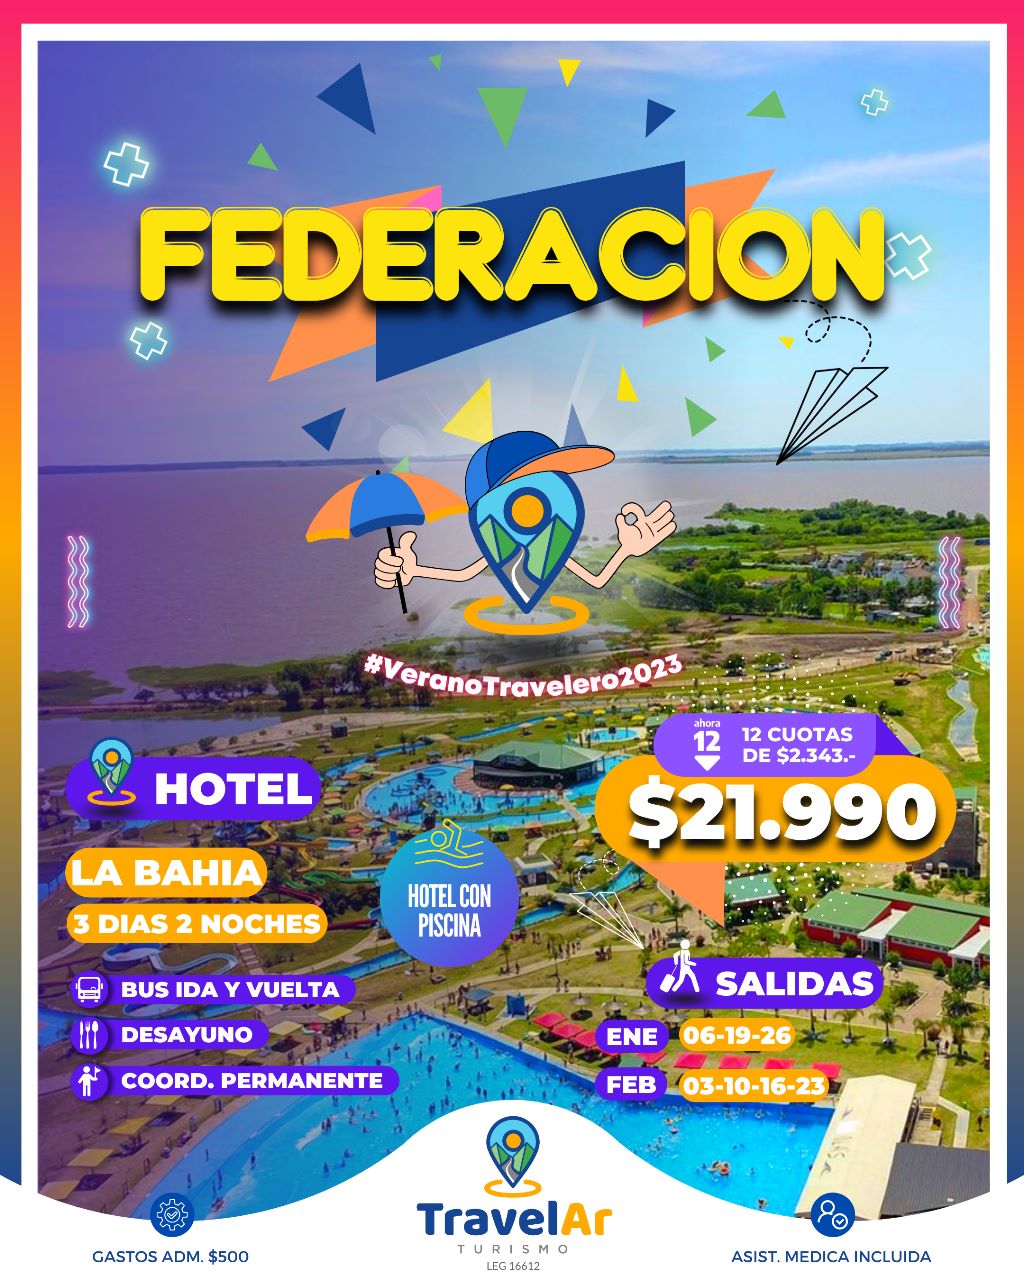 FEDERACION
#VeranoTravelero2023
ahora
12
12 CUOTAS
DE $2.343.-
$21.990
HOTEL
LA BAHIA
3 DIAS 2 NOCHES
HOTEL CON
PISCINA
BUS IDA Y VUELTA
DESAYUNO
COORD. PERMANENTE
SALIDAS
ENE 06-19-26
FEB 03-10-16-23
TravelAr
TURISMO
LEG 16612
GASTOS ADM. $500
ASIST. MEDICA INCLUIDA